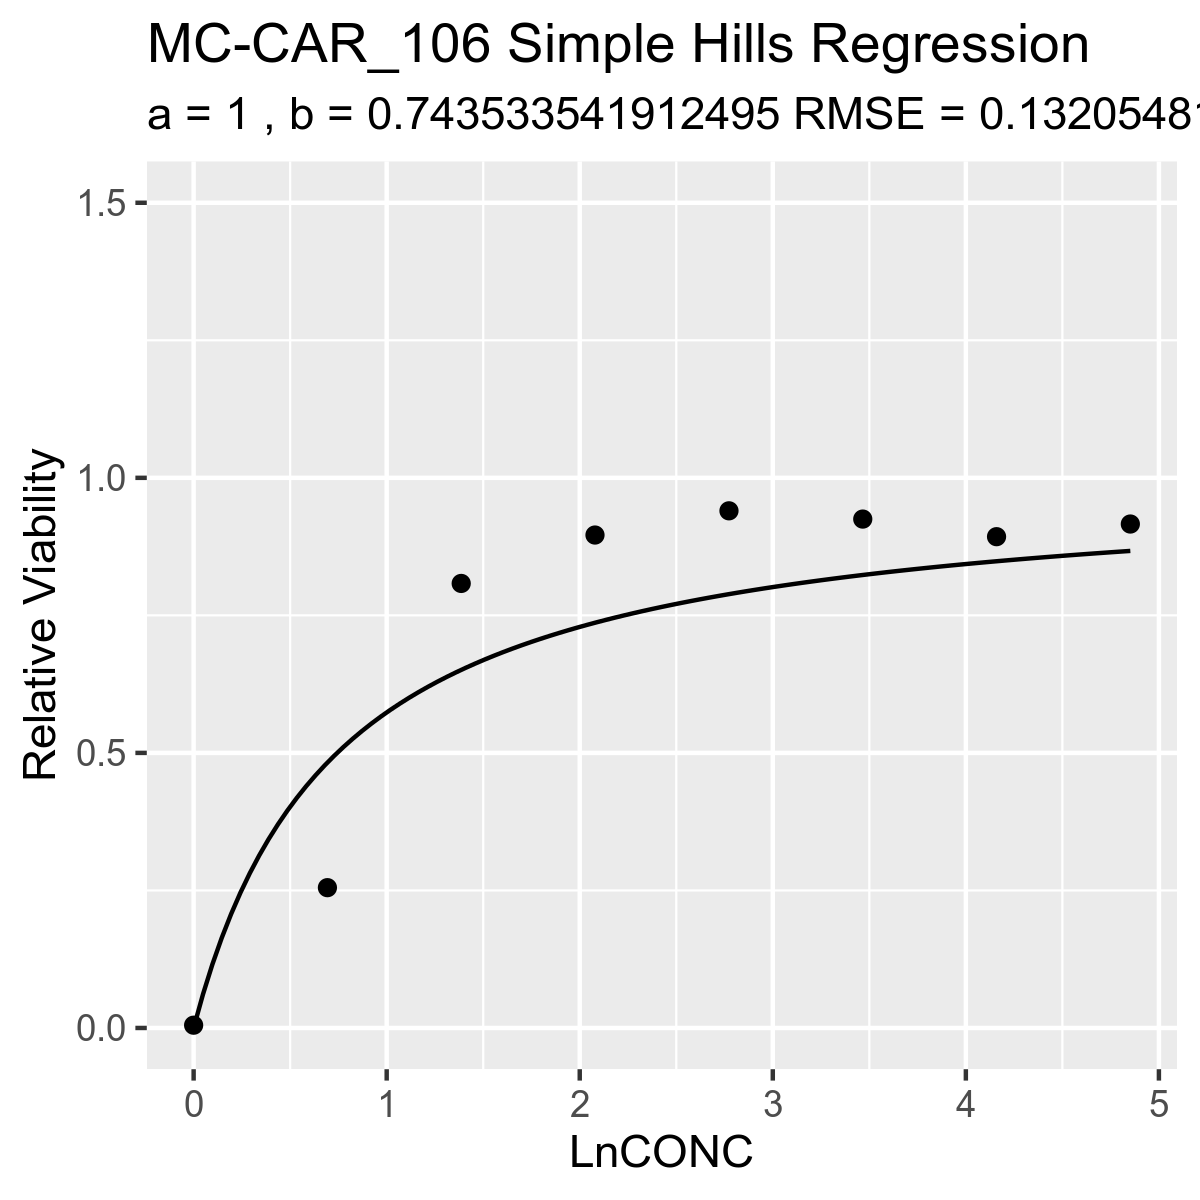 MC-CAR_106 Simple Hills Regression
a = 1 , b = 0.743533541912495 RMSE = 0.13205481
1.5
1.0
0.5
0.0
Relative Viability
0 1 2 3 4 5
LnCONC